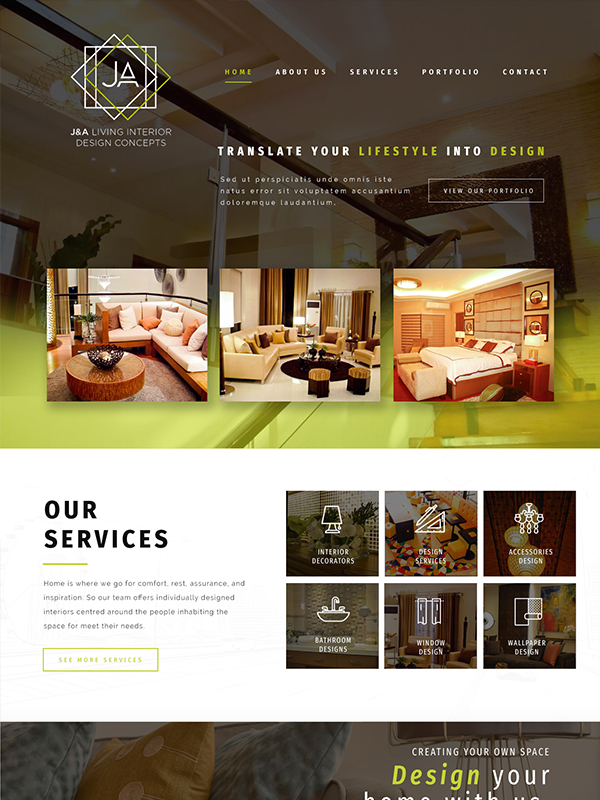 JA
J&A LIVING INTERIOR
DESIGN CONCEPTS
HOME ABOUT US SERVICES PORTFOLIO CONTACT
TRANSLATE YOUR LIFESTYLE INTO DESIGN
Sed ut perspiciatis unde omnis iste
natus error sit voluptatem accusantium
doloremque laudantium.
VIEW OUR PORTFOLIO
OUR
SERVICES
Home is where we go for comfort, rest, assurance, and
inspiration. So our team offers individually designed
interiors centred around the people inhabiting the
space for meet their needs.
SEE MORE SERVICES
INTERIOR
DECORATORS
DESIGN
SERVICES
ACCESSORIES
DESIGN
BATHROOM
DESIGNS
WINDOW
DESIGN
WALLPAPER
DESIGN
CREATING YOUR OWN SPACE
Design your
home with us